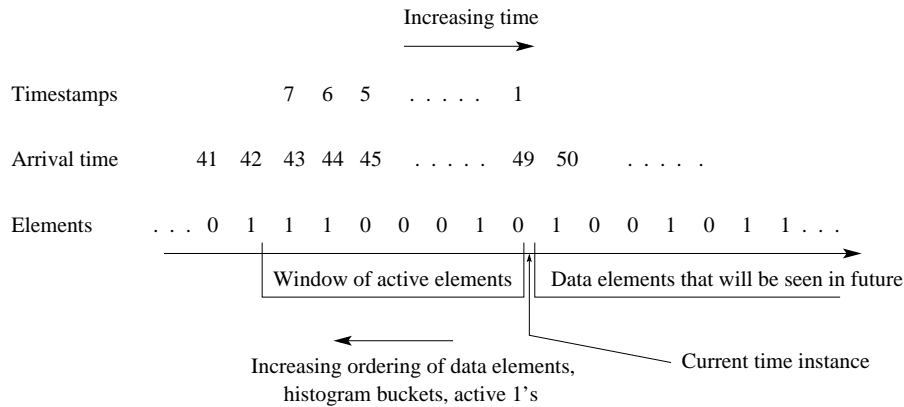 Increasing time
Timestamps 7 6 5 . . . . . 1
Arrival time 41 42 43 44 45 . . . . . 49 50 . . . . .
Elements . . . 0 1 1 1 0 0 0 1 0 1 0 0 1 0 1 1 . . .
Window of active elements Data elements that will be seen in future
Increasing ordering of data elements, Current time instance
histogram buckets, active 1's